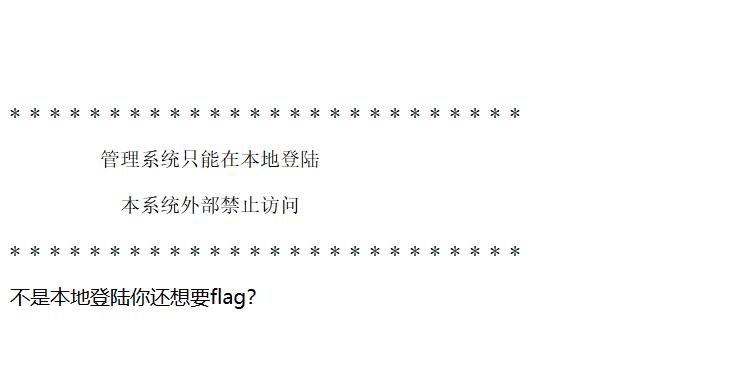 * * * * * * * * * * * * * * * * * * * * * * * * * *
管理系统只能在本地登陆
本系统外部禁止访问
* * * * * * * * * * * * * * * * * * * * * * * * * *
不是本地登陆你还想要flag?